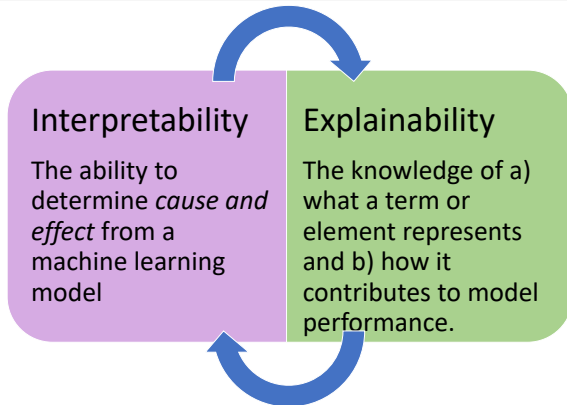 Interpretability
The ability to
determine cause and
effect from a
machine learning
model
Explainability
The knowledge of a)
what a term or
element represents
and b) how it
contributes to model
performance.